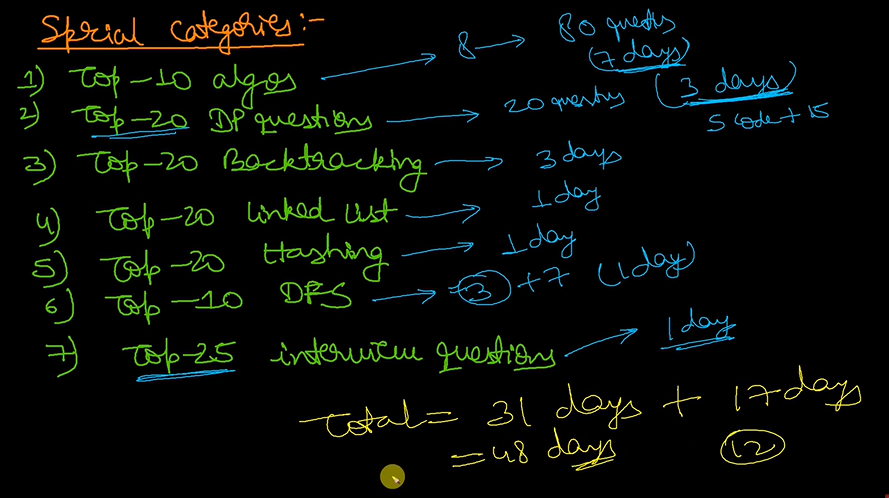 Special Categories:-
1) Top-10 algos → 8 → 80 questns (7 days)
2) Top-20 DP questions → 20 questns (3 days)
5 code + 15
3) Top-20 Backtracking → 3 days
4) Top-20 linked list → 1 day
5) Top-20 Hashing → 1 day
6) Top-10 DFS → 3 + 7 (1 day)
7) Top-25 interview questions → 1 day
Total = 31 days + 17 days
= 48 days 12